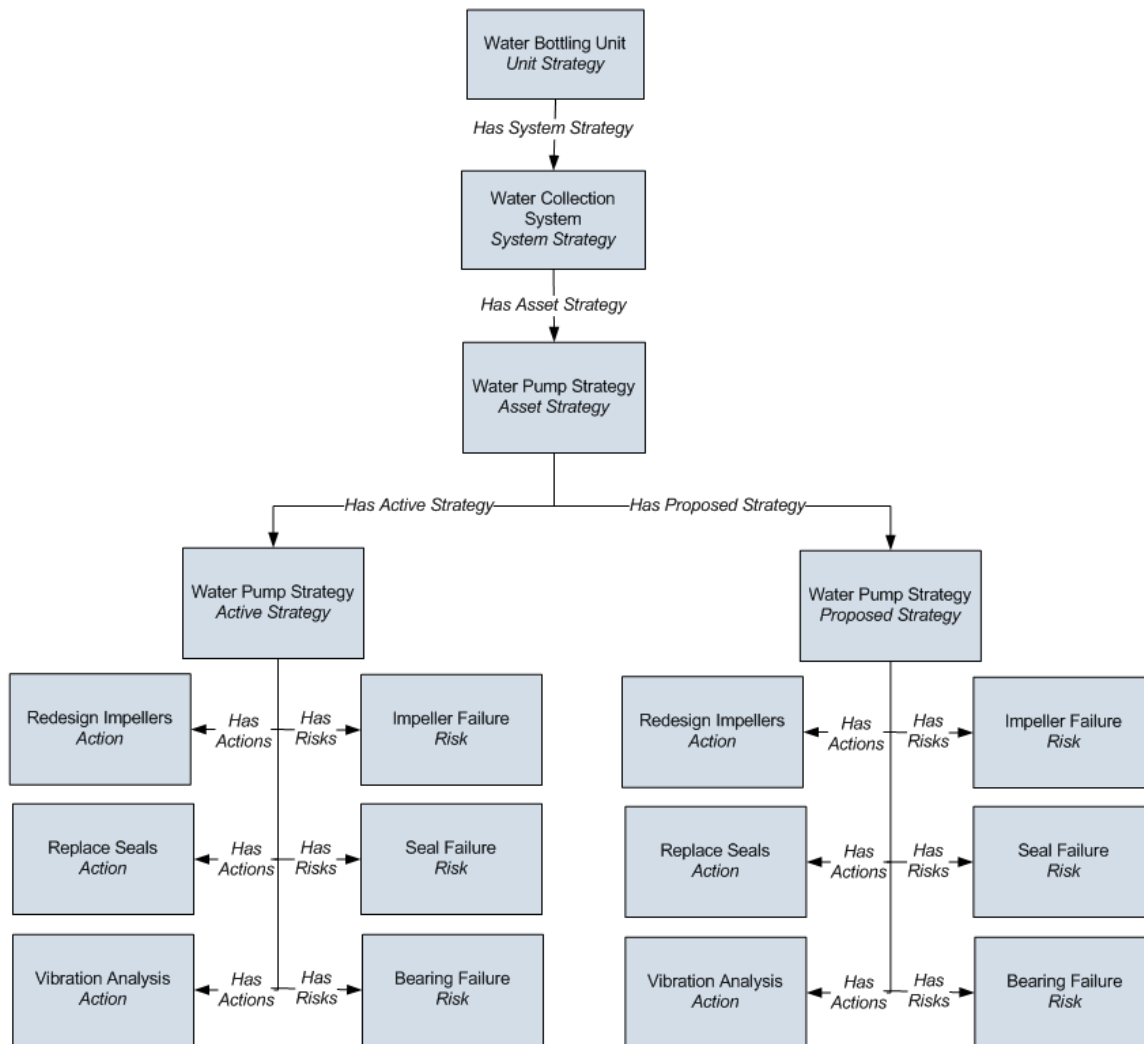 Water Bottling Unit
Unit Strategy
Has System Strategy
Water Collection
System
System Strategy
Has Asset Strategy
Water Pump Strategy
Asset Strategy
Has Active Strategy
Has Proposed Strategy
Water Pump Strategy
Active Strategy
Water Pump Strategy
Proposed Strategy
Redesign Impellers
Action
Has
Actions
Has
Risks
Impeller Failure
Risk
Redesign Impellers
Action
Has
Actions
Has
Risks
Impeller Failure
Risk
Replace Seals
Action
Has
Actions
Has
Risks
Seal Failure
Risk
Replace Seals
Action
Has
Actions
Has
Risks
Seal Failure
Risk
Vibration Analysis
Action
Has
Actions
Has
Risks
Bearing Failure
Risk
Vibration Analysis
Action
Has
Actions
Has
Risks
Bearing Failure
Risk